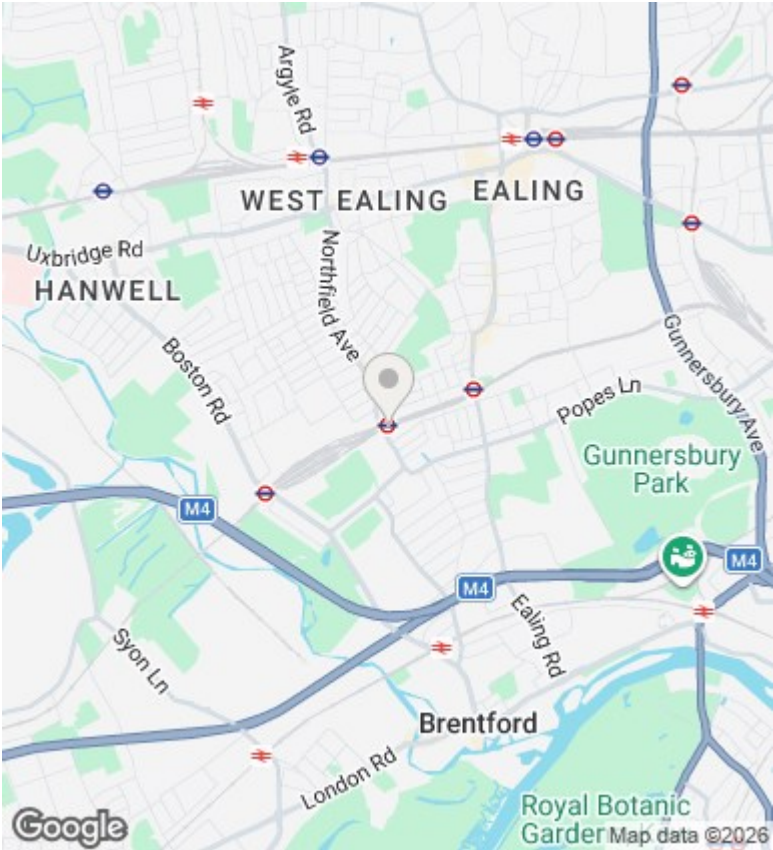 Argyle Rd
WEST EALING
EALING
Uxbridge Rd
HANWELL
Northfield Ave
Boston Rd
Gunnersbury Ave
Popes Ln
Gunnersbury
Park
M4
M4
M4
Ealing Rd
Syon Ln
Brentford
London Rd
Royal Botanic
Google
Map data ©2026